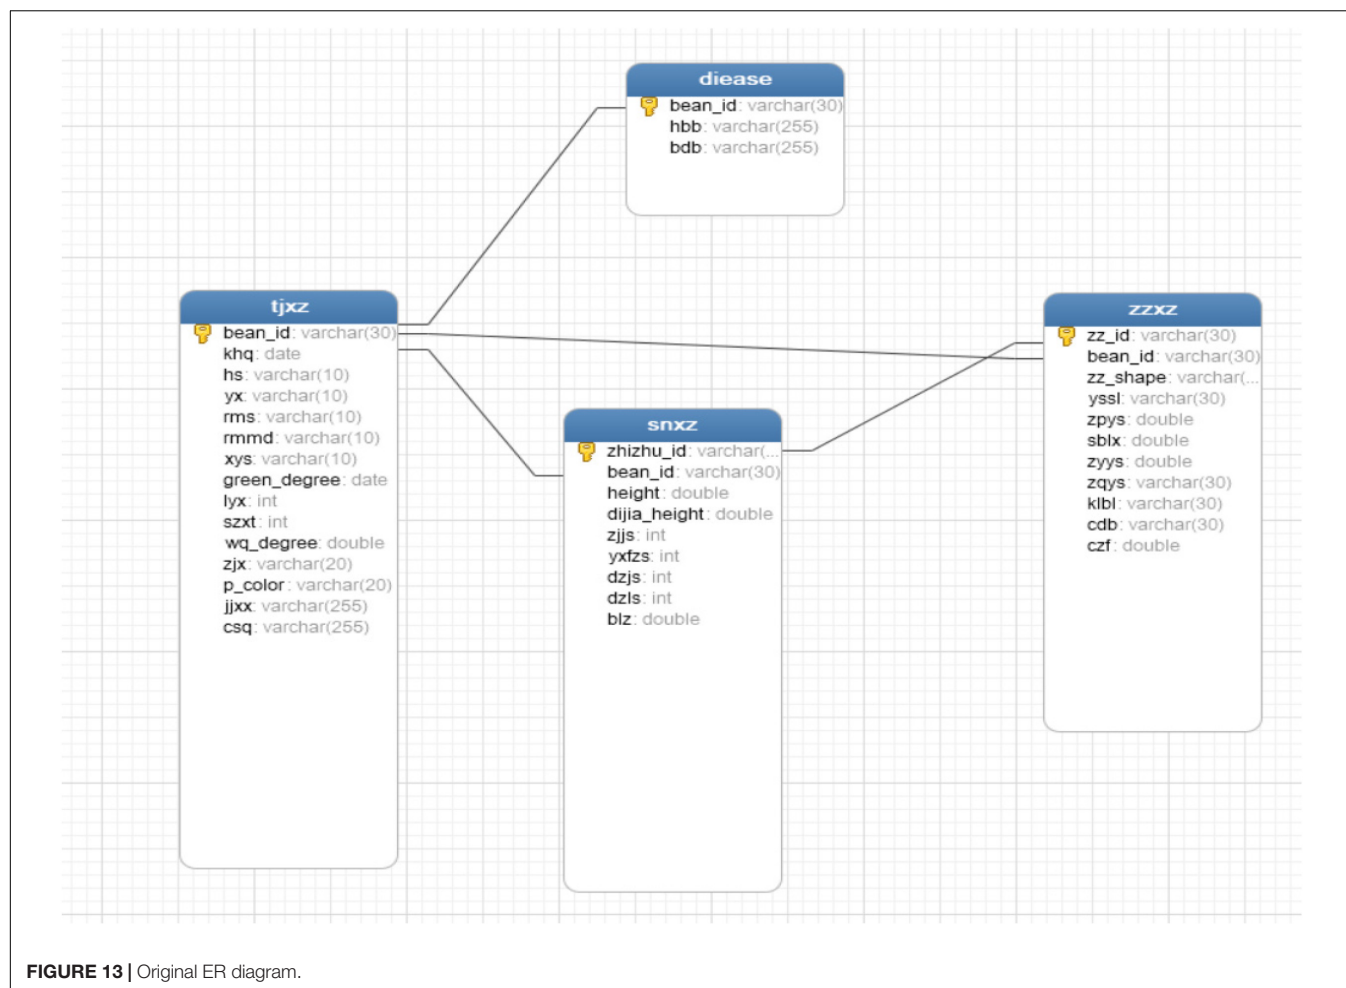 diease
bean_id: varchar(30)
hbb: varchar(255)
bdb: varchar(255)
tjxz
bean_id: varchar(30)
khq: date
hs: varchar(10)
yx: varchar(10)
rms: varchar(10)
rmmd: varchar(10)
xys: varchar(10)
green_degree: date
lyx: int
szxt: int
wq_degree: double
zjx: varchar(20)
p_color: varchar(20)
jjxx: varchar(255)
csq: varchar(255)
snxz
zhizhu_id: varchar(...
bean_id: varchar(30)
height: double
dijia_height: double
zjjs: int
yxfzs: int
dzjs: int
dzls: int
blz: double
zzxz
zz_id: varchar(30)
bean_id: varchar(30)
zz_shape: varchar(...
yssl: varchar(30)
zpys: double
sblx: double
zyys: double
zqys: varchar(30)
klbl: varchar(30)
cdb: varchar(30)
czf: double
FIGURE 13 | Original ER diagram.